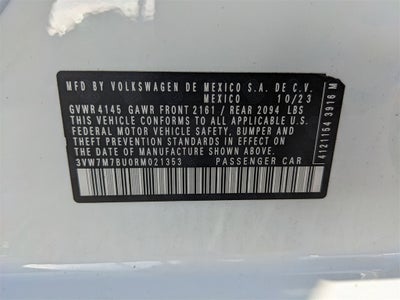 MFD BY VOLKSWAGEN DE MEXICO S.A. DE C.V.
MEXICO 10/23
GVWR 4145 GAWR FRONT 2161 / REAR 2094 LBS
THIS VEHICLE CONFORMS TO ALL APPLICABLE U.S.
FEDERAL MOTOR VEHICLE SAFETY, BUMPER AND
THEFT PREVENTION STANDARDS IN EFFECT ON
THE DATE OF MANUFACTURE SHOWN ABOVE.
3VW7M7BU0RM021353 PASSENGER CAR
4121154 3916 M